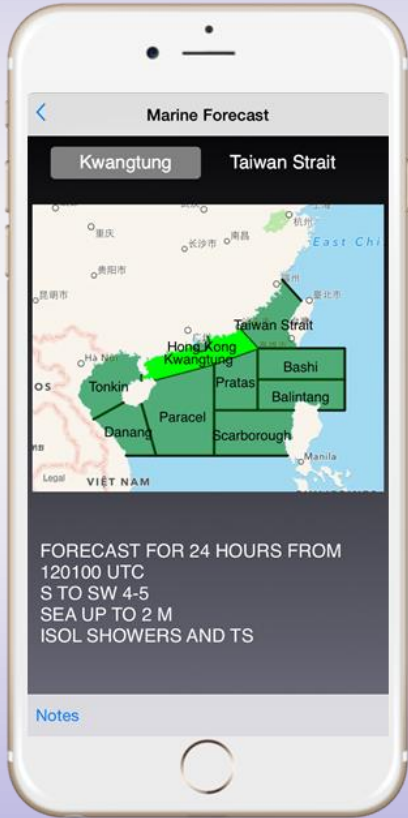 Marine Forecast
Kwangtung
Taiwan Strait
杭州
重庆
长沙市
南昌
East Chi
贵阳市
昆明市
福州
臺北市
Taiwan Strait
Hong Kong
Kwangtung
Ha Noi
Bashi
OS
Tonkin
Pratas
Balintang
Paracel
Danang
Scarborough
Manila
Legal
VIỆT NAM
FORECAST FOR 24 HOURS FROM
120100 UTC
S TO SW 4-5
SEA UP TO 2 M
ISOL SHOWERS AND TS
Notes